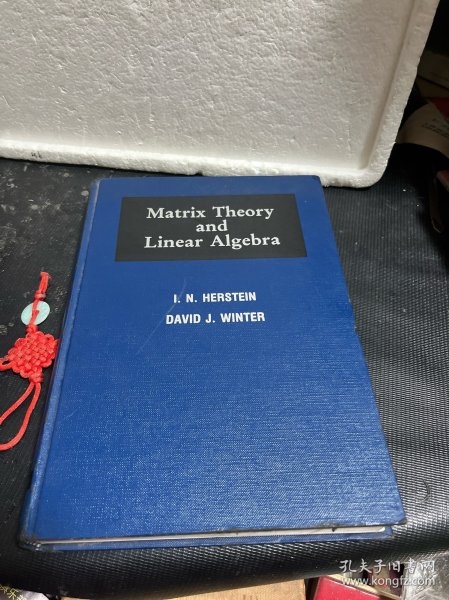 Matrix Theory
and
Linear Algebra
I. N. HERSTEIN
DAVID J. WINTER
孔夫子旧书网
www.kongfz.com